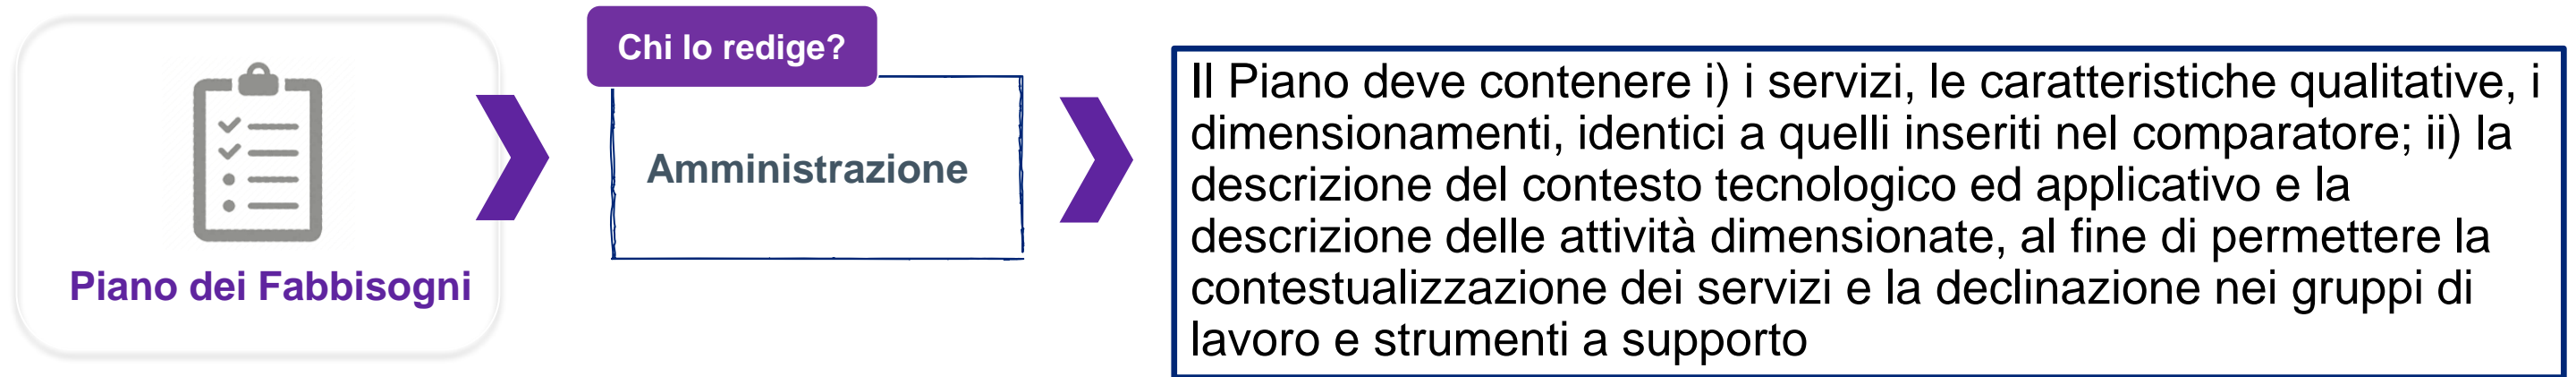 Piano dei Fabbisogni
Chi lo redige?
Amministrazione
Il Piano deve contenere i) i servizi, le caratteristiche qualitative, i
dimensionamenti, identici a quelli inseriti nel comparatore; ii) la
descrizione del contesto tecnologico ed applicativo e la
descrizione delle attività dimensionate, al fine di permettere la
contestualizzazione dei servizi e la declinazione nei gruppi di
lavoro e strumenti a supporto